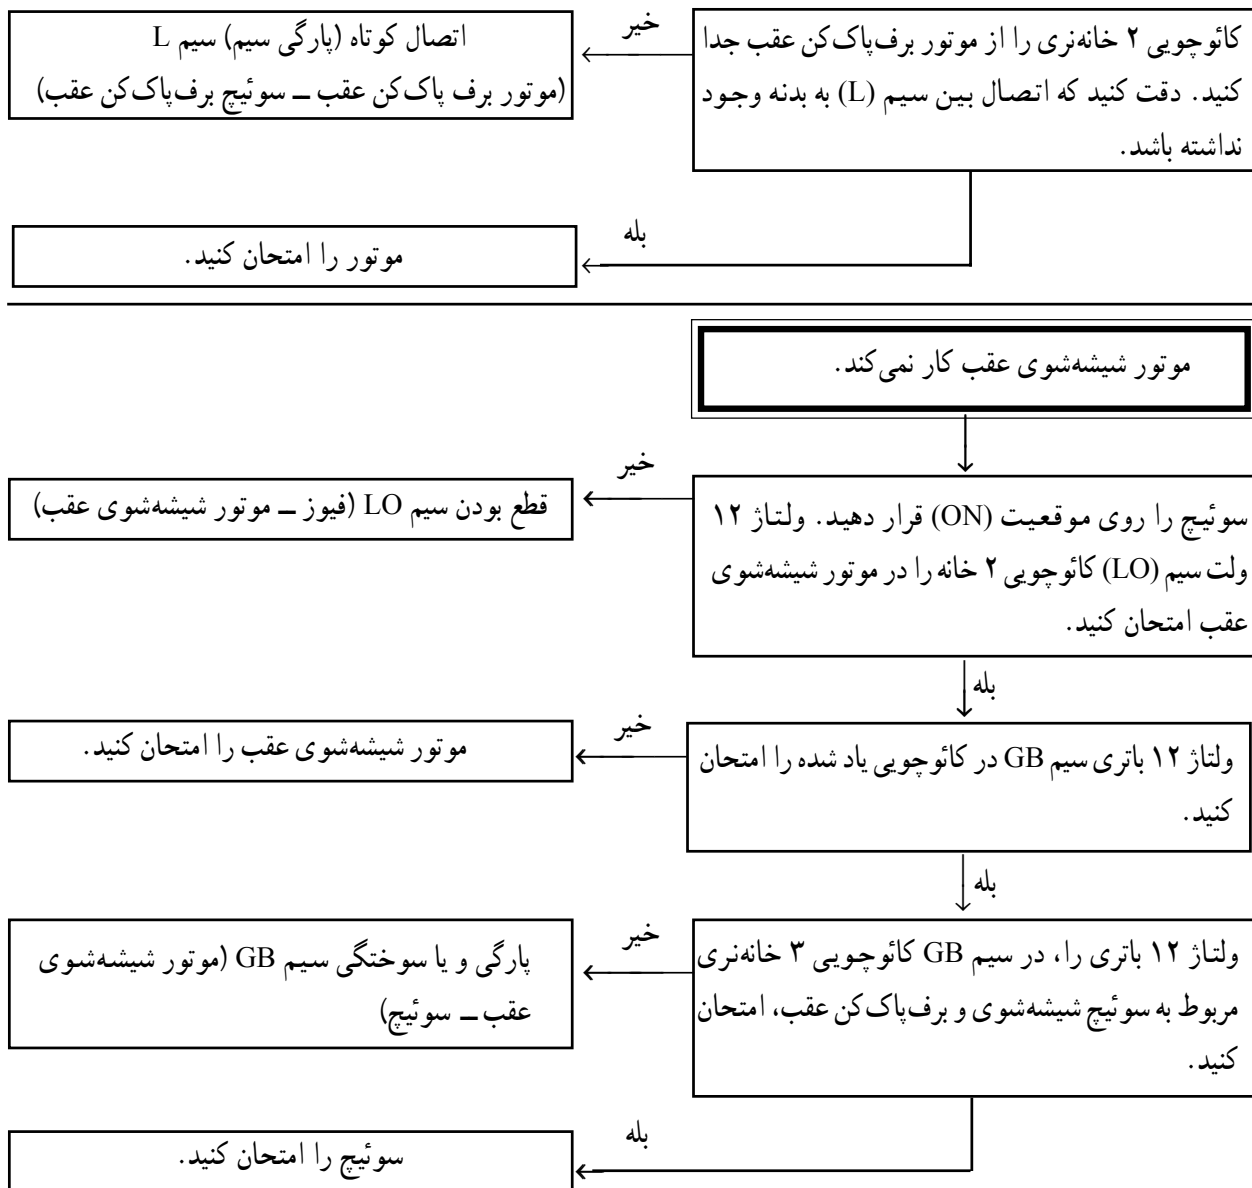 کائوچویی ۲ خانه‌نری را از موتور برف‌پاک‌کن عقب جدا
کنید. دقت کنید که اتصال بین سیم (L) به بدنه وجود
نداشته باشد.
خیر
اتصال کوتاه (پارگی سیم) سیم L
(موتور برف پاک‌کن عقب ــ سوئیچ برف‌پاک‌کن عقب)
بله
موتور را امتحان کنید.
موتور شیشه‌شوی عقب کار نمی‌کند.
سوئیچ را روی موقعیت (ON) قرار دهید. ولتاژ ۱۲
ولت سیم (LO) کائوچویی ۲ خانه را در موتور شیشه‌شوی
عقب امتحان کنید.
خیر
قطع بودن سیم LO (فیوز ــ موتور شیشه‌شوی عقب)
بله
ولتاژ ۱۲ باتری سیم GB در کائوچویی یاد شده را امتحان
کنید.
خیر
موتور شیشه‌شوی عقب را امتحان کنید.
بله
ولتاژ ۱۲ باتری را، در سیم GB کائوچویی ۳ خانه‌نری
مربوط به سوئیچ شیشه‌شوی و برف‌پاک‌کن عقب، امتحان
کنید.
خیر
پارگی و یا سوختگی سیم GB (موتور شیشه‌شوی
عقب ــ سوئیچ)
بله
سوئیچ را امتحان کنید.